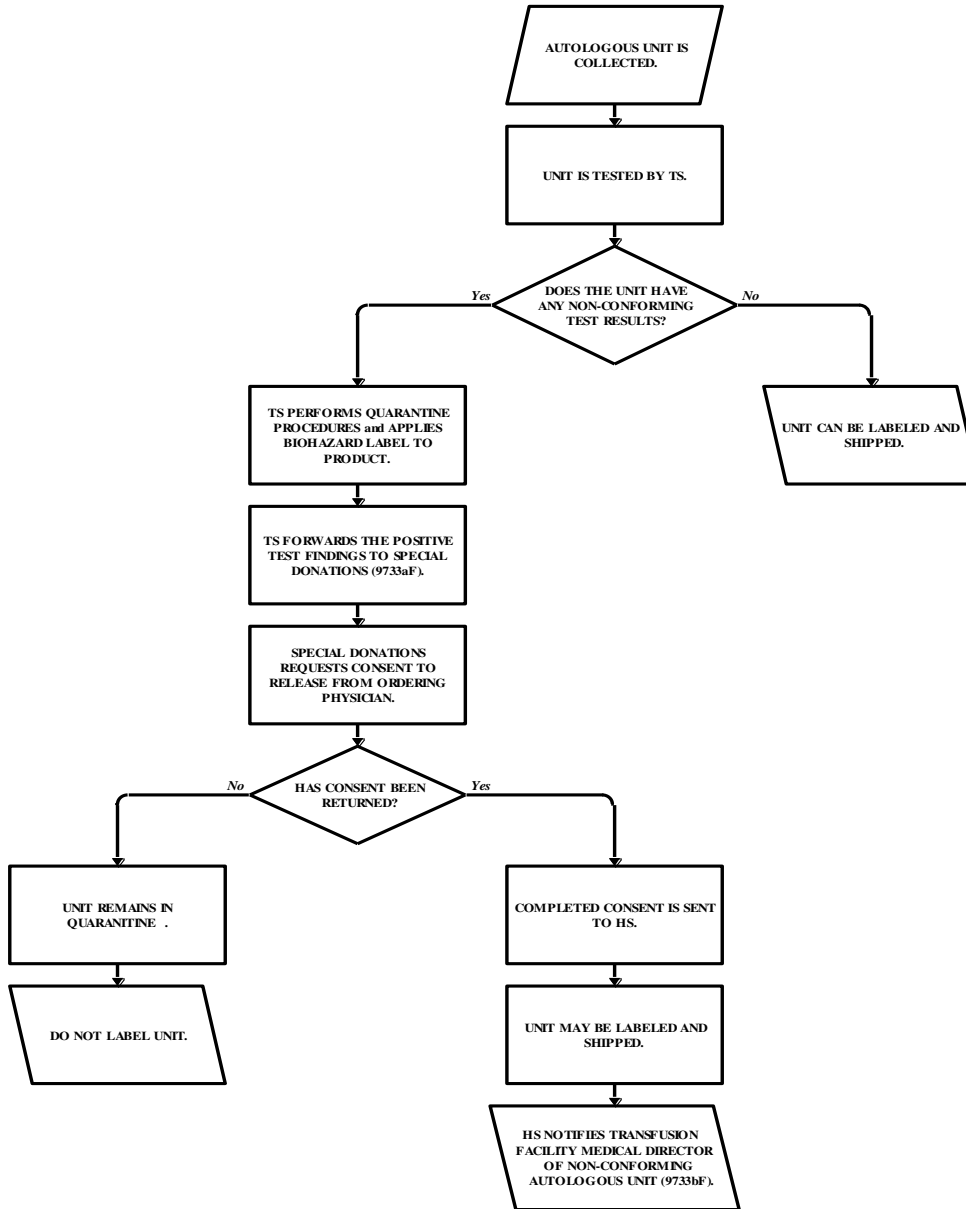 AUTOLOGOUS UNIT IS
COLLECTED.
UNIT IS TESTED BY TS.
DOES THE UNIT HAVE
ANY NON-CONFORMING
TEST RESULTS?
Yes
No
TS PERFORMS QUARANTINE
PROCEDURES and APPLIES
BIOHAZARD LABEL TO
PRODUCT.
UNIT CAN BE LABELED AND
SHIPPED.
TS FORWARDS THE POSITIVE
TEST FINDINGS TO SPECIAL
DONATIONS (9733aF).
SPECIAL DONATIONS
REQUESTS CONSENT TO
RELEASE FROM ORDERING
PHYSICIAN.
HAS CONSENT BEEN
RETURNED?
No
Yes
UNIT REMAINS IN
QUARANITINE .
COMPLETED CONSENT IS SENT
TO HS.
DO NOT LABEL UNIT.
UNIT MAY BE LABELED AND
SHIPPED.
HS NOTIFIES TRANSFUSION
FACILITY MEDICAL DIRECTOR
OF NON-CONFORMING
AUTOLOGOUS UNIT (9733bF).